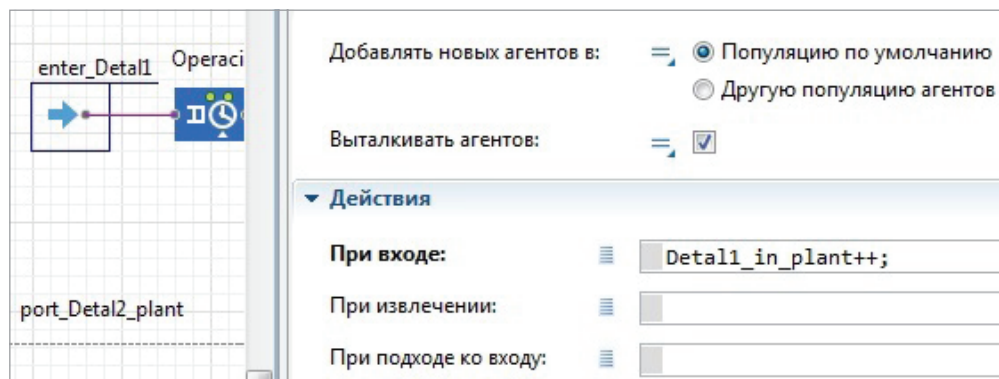 enter_Detal1
Operaci
port_Detal2_plant
Добавлять новых агентов в:
Популяцию по умолчанию
Другую популяцию агентов
Выталкивать агентов:
Действия
При входе:
Detal1_in_plant++;
При извлечении:
При подходе ко входу: